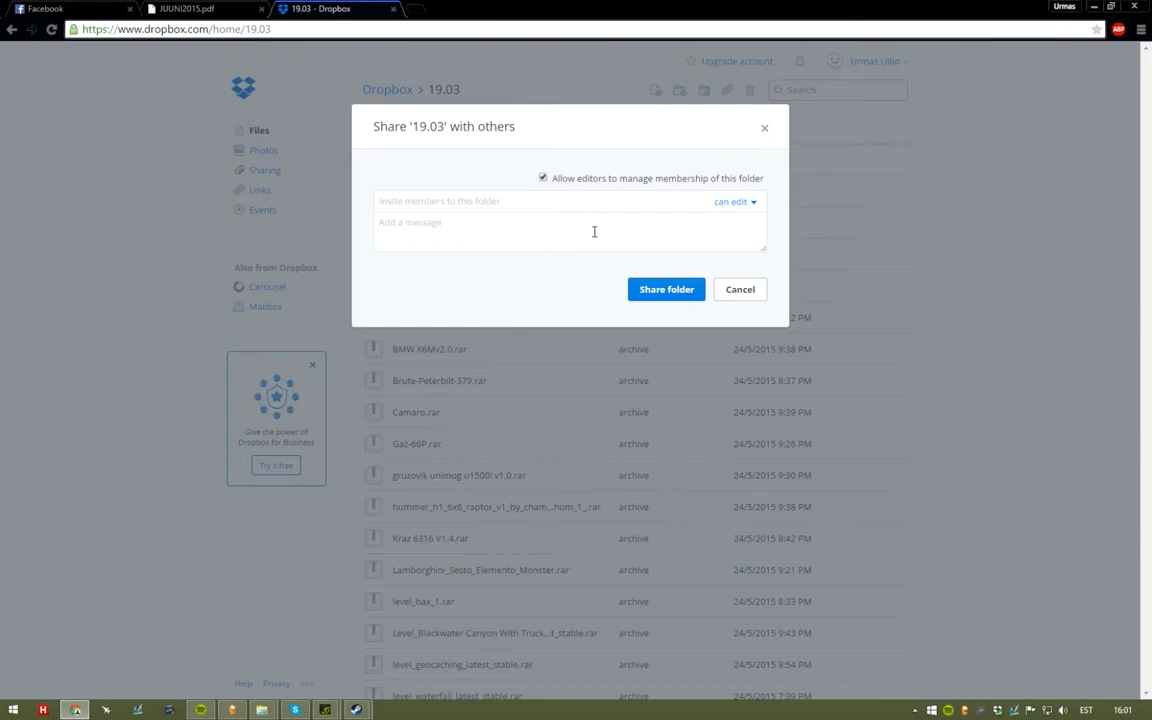 Facebook
JUUNI2015.pdf
19.03 - Dropbox
Urmas
https://www.dropbox.com/home/19.03
ABP
Upgrade account
Urmas Uibo
Dropbox › 19.03
Search
Share '19.03' with others
Files
Photos
Sharing
Links
Events
Allow editors to manage membership of this folder
Invite members to this folder
can edit
Add a message
Share folder
Cancel
Also from Dropbox
Carousel
Mailbox
2 PM
BMW X6Mv2.0.rar archive 24/5/2015 9:38 PM
Brute-Peterbilt-379.rar archive 24/5/2015 8:37 PM
Camaro.rar archive 24/5/2015 9:39 PM
Gaz-66P.rar archive 24/5/2015 9:26 PM
gruzovik unimog u1500l v1.0.rar archive 24/5/2015 9:30 PM
hummer_h1_6x6_raptor_v1_by_cham...hum_1_.rar archive 24/5/2015 9:38 PM
Kraz 6316 V1.4.rar archive 24/5/2015 8:42 PM
Lamborghini_Sesto_Elemento_Monster.rar archive 24/5/2015 9:21 PM
level_bax_1.rar archive 24/5/2015 8:33 PM
Level_Blackwater Canyon With Truck...t_stable.rar archive 24/5/2015 9:43 PM
level_geocaching_latest_stable.rar archive 24/5/2015 8:54 PM
level_waterfall_latest_stable.rar archive 24/5/2015 7:39 PM
Give the power of
Dropbox for Business
Try it free
Help Privacy
H
EST 16:01